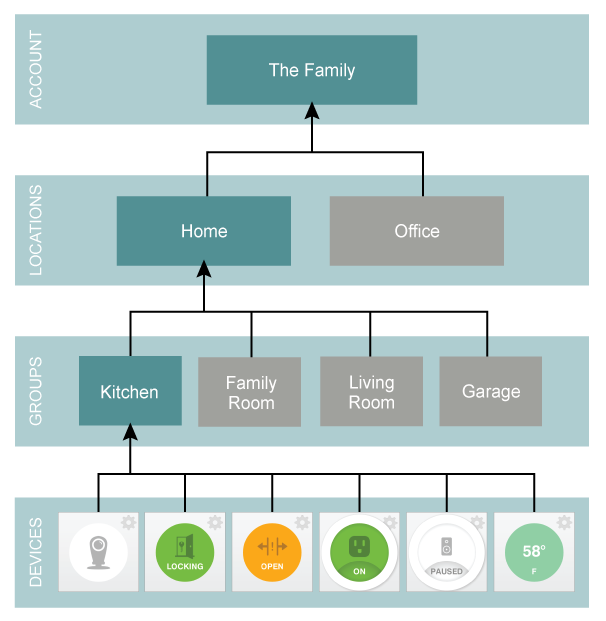 ACCOUNT
The Family
LOCATIONS
Home
Office
GROUPS
Kitchen
Family
Room
Living
Room
Garage
DEVICES
LOCKING
OPEN
ON
PAUSED
58°
F